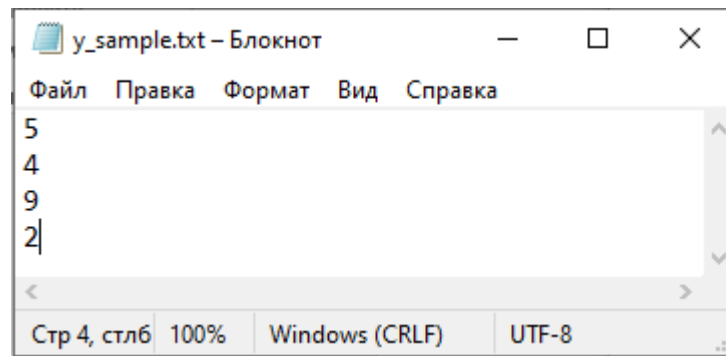 y_sample.txt – Блокнот
Файл Правка Формат Вид Справка
5
4
9
2
Стр 4, стлб 100% Windows (CRLF) UTF-8